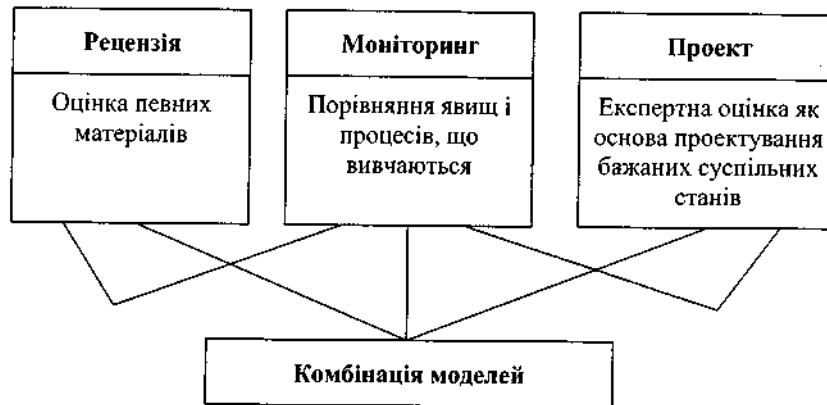 Рецензія
Оцінка певних
матеріалів
Моніторинг
Порівняння явищ і
процесів, що
вивчаються
Проект
Експертна оцінка як
основа проектування
бажаних суспільних
станів
Комбінація моделей